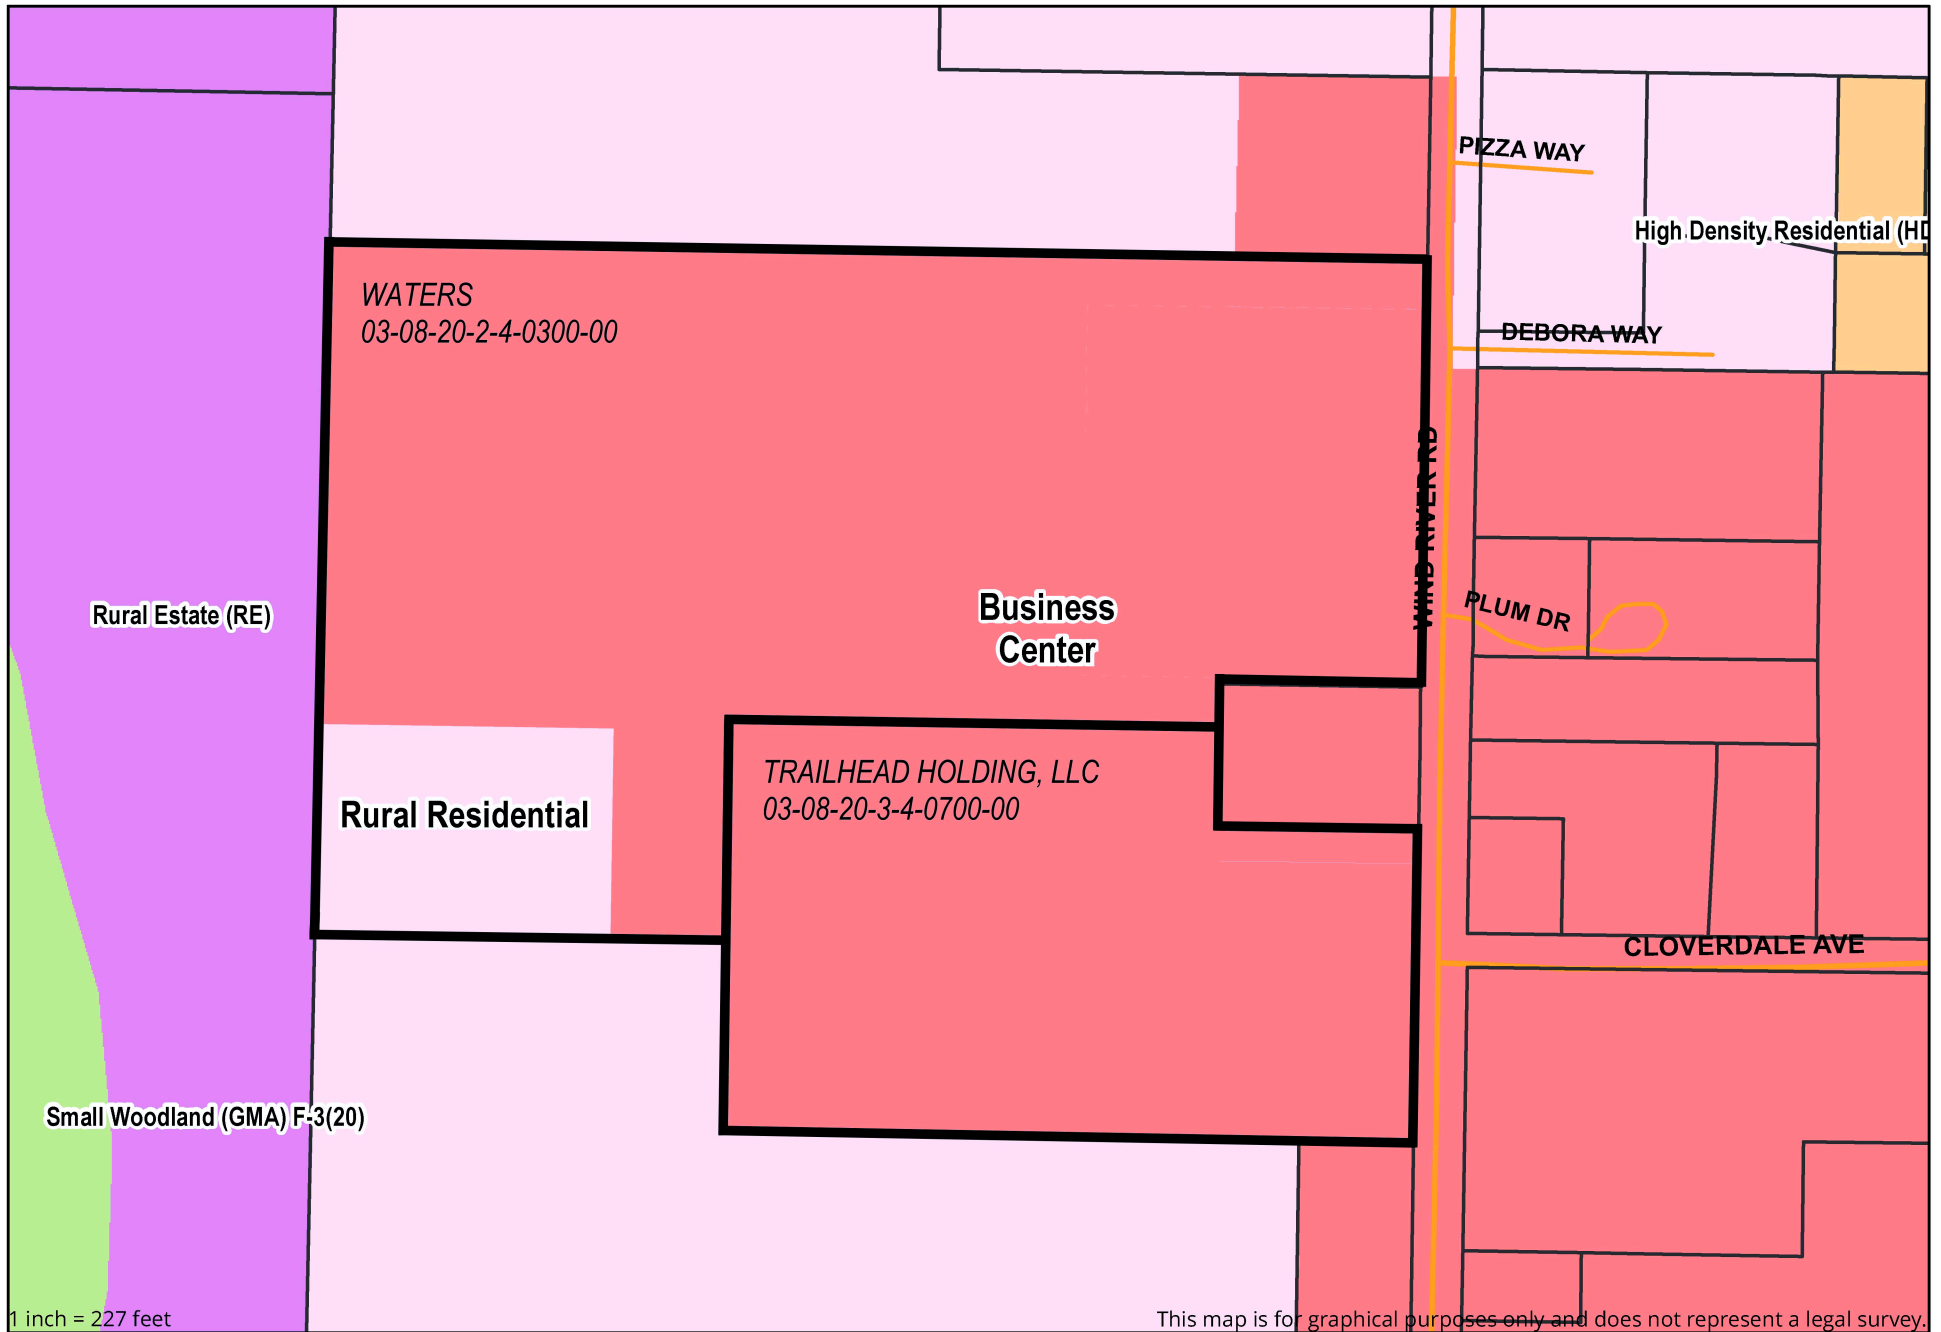 PIZZA WAY
High Density Residential (HD
WATERS
03-08-20-2-4-0300-00
DEBORA WAY
WIND RIVER RD
Rural Estate (RE)
Business
Center
PLUM DR
TRAILHEAD HOLDING, LLC
03-08-20-3-4-0700-00
Rural Residential
CLOVERDALE AVE
Small Woodland (GMA) F-3(20)
1 inch = 227 feet
This map is for graphical purposes only and does not represent a legal survey.